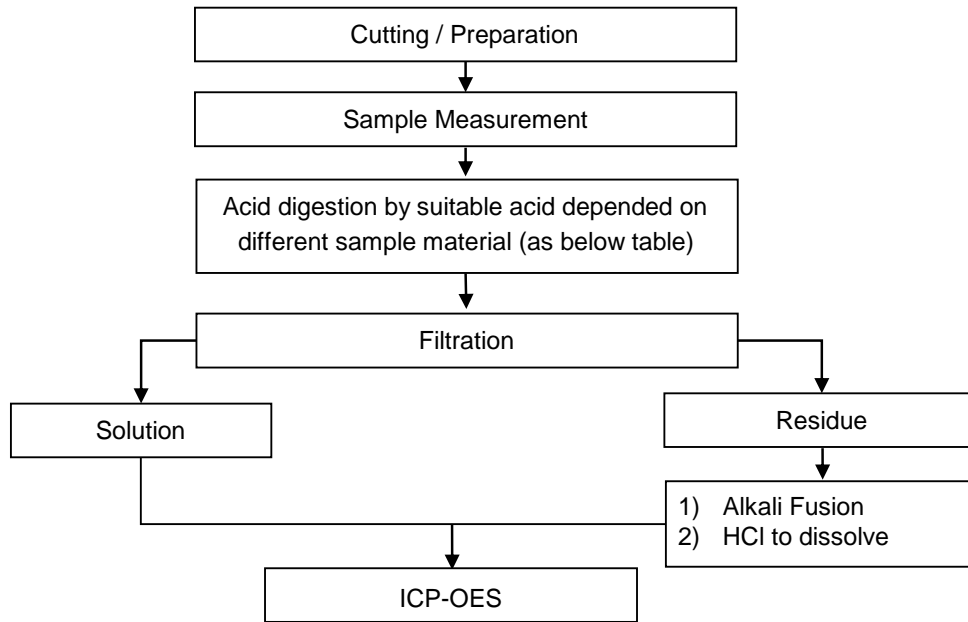 Cutting / Preparation
Sample Measurement
Acid digestion by suitable acid depended on
different sample material (as below table)
Filtration
Solution
Residue
1) Alkali Fusion
2) HCl to dissolve
ICP-OES